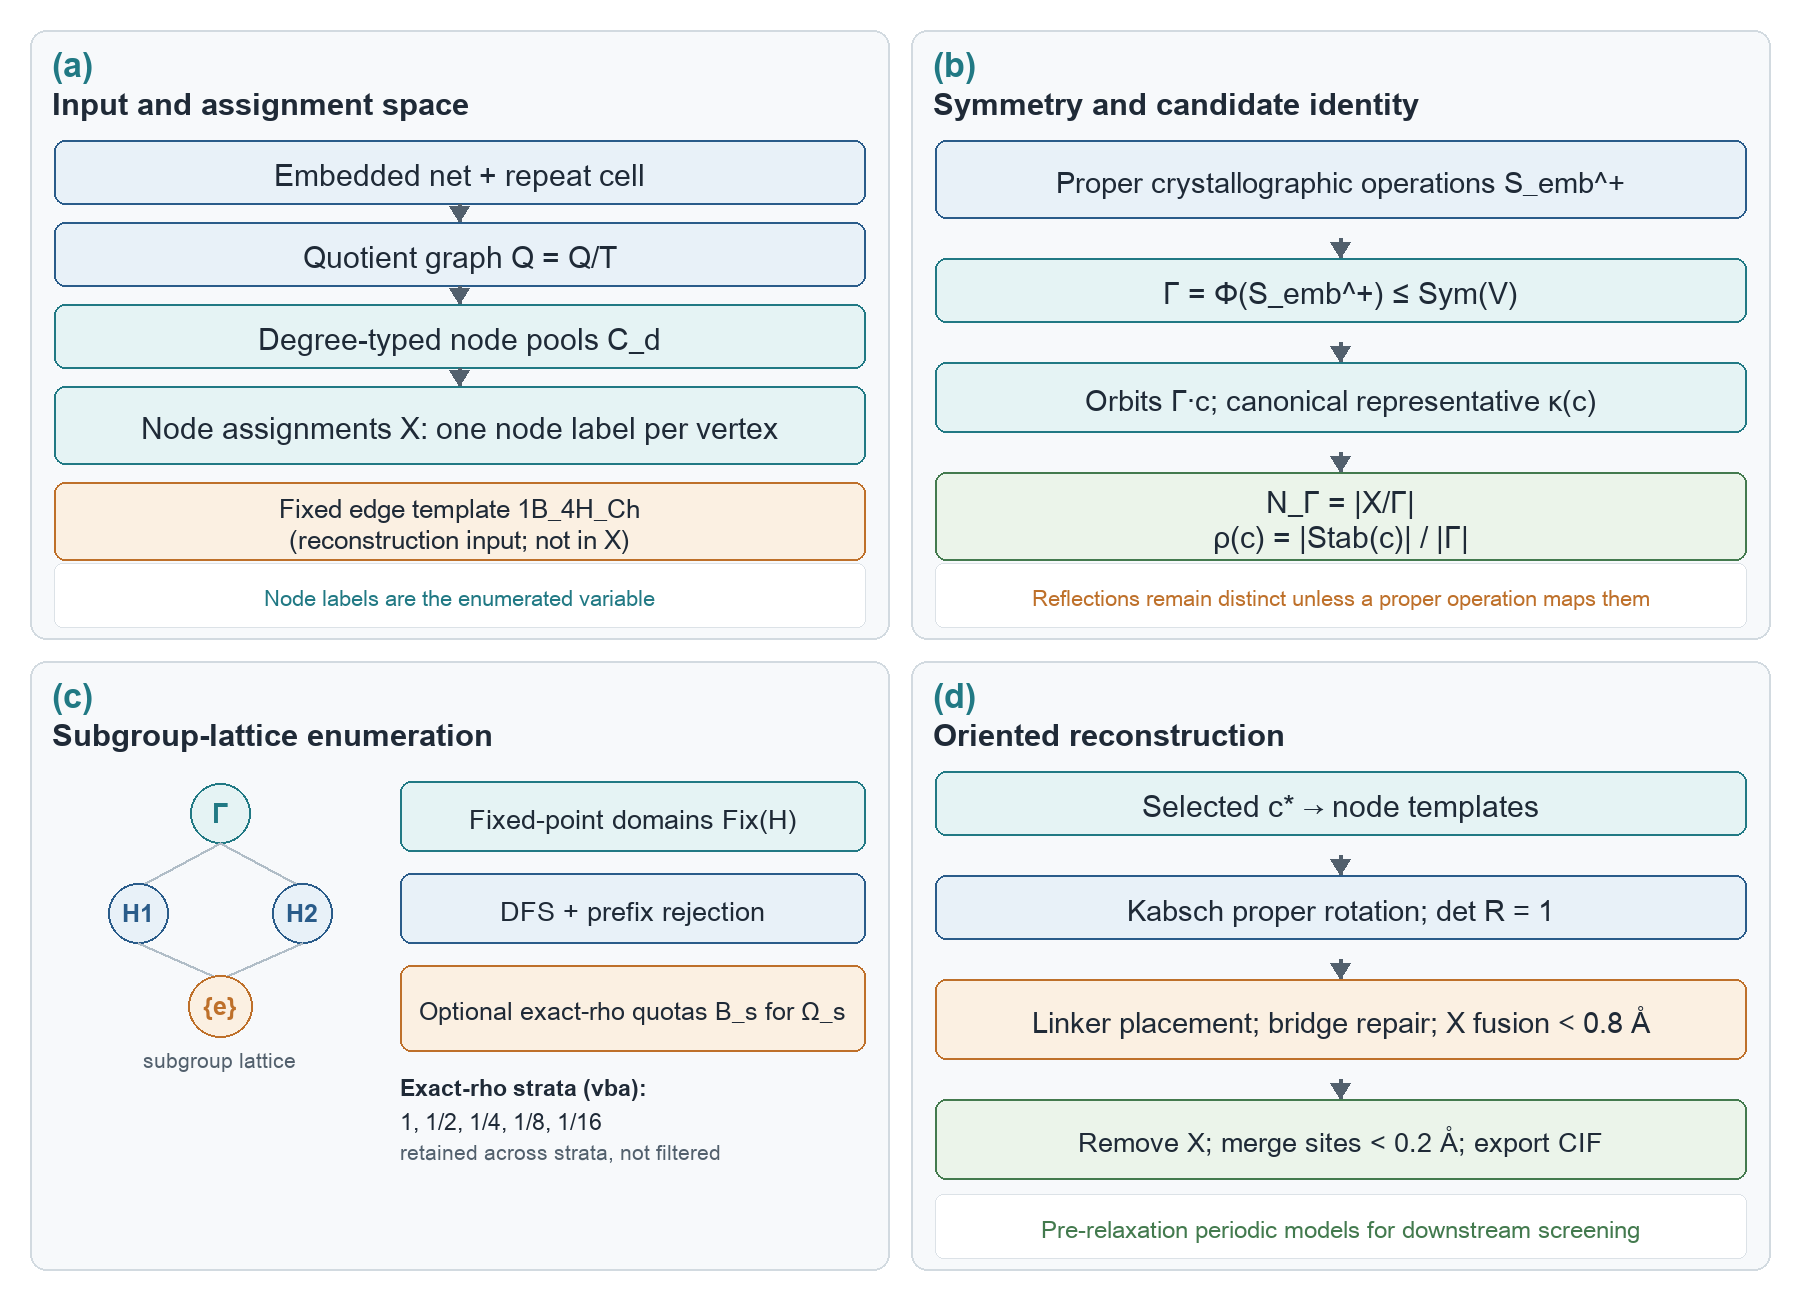 (a)
Input and assignment space
Embedded net + repeat cell
Quotient graph Q = Q/T
Degree-typed node pools C_d
Node assignments X: one node label per vertex
Fixed edge template 1B_4H_Ch
(reconstruction input; not in X)
Node labels are the enumerated variable
(b)
Symmetry and candidate identity
Proper crystallographic operations S_emb^+
Γ = Φ(S_emb^+) ≤ Sym(V)
Orbits Γ·c; canonical representative κ(c)
N_Γ = |X/Γ|
ρ(c) = |Stab(c)| / |Γ|
Reflections remain distinct unless a proper operation maps them
(c)
Subgroup-lattice enumeration
Γ
H1 H2
{e}
subgroup lattice
Fixed-point domains Fix(H)
DFS + prefix rejection
Optional exact-rho quotas B_s for Ω_s
Exact-rho strata (vba):
1, 1/2, 1/4, 1/8, 1/16
retained across strata, not filtered
(d)
Oriented reconstruction
Selected c* → node templates
Kabsch proper rotation; det R = 1
Linker placement; bridge repair; X fusion < 0.8 Å
Remove X; merge sites < 0.2 Å; export CIF
Pre-relaxation periodic models for downstream screening